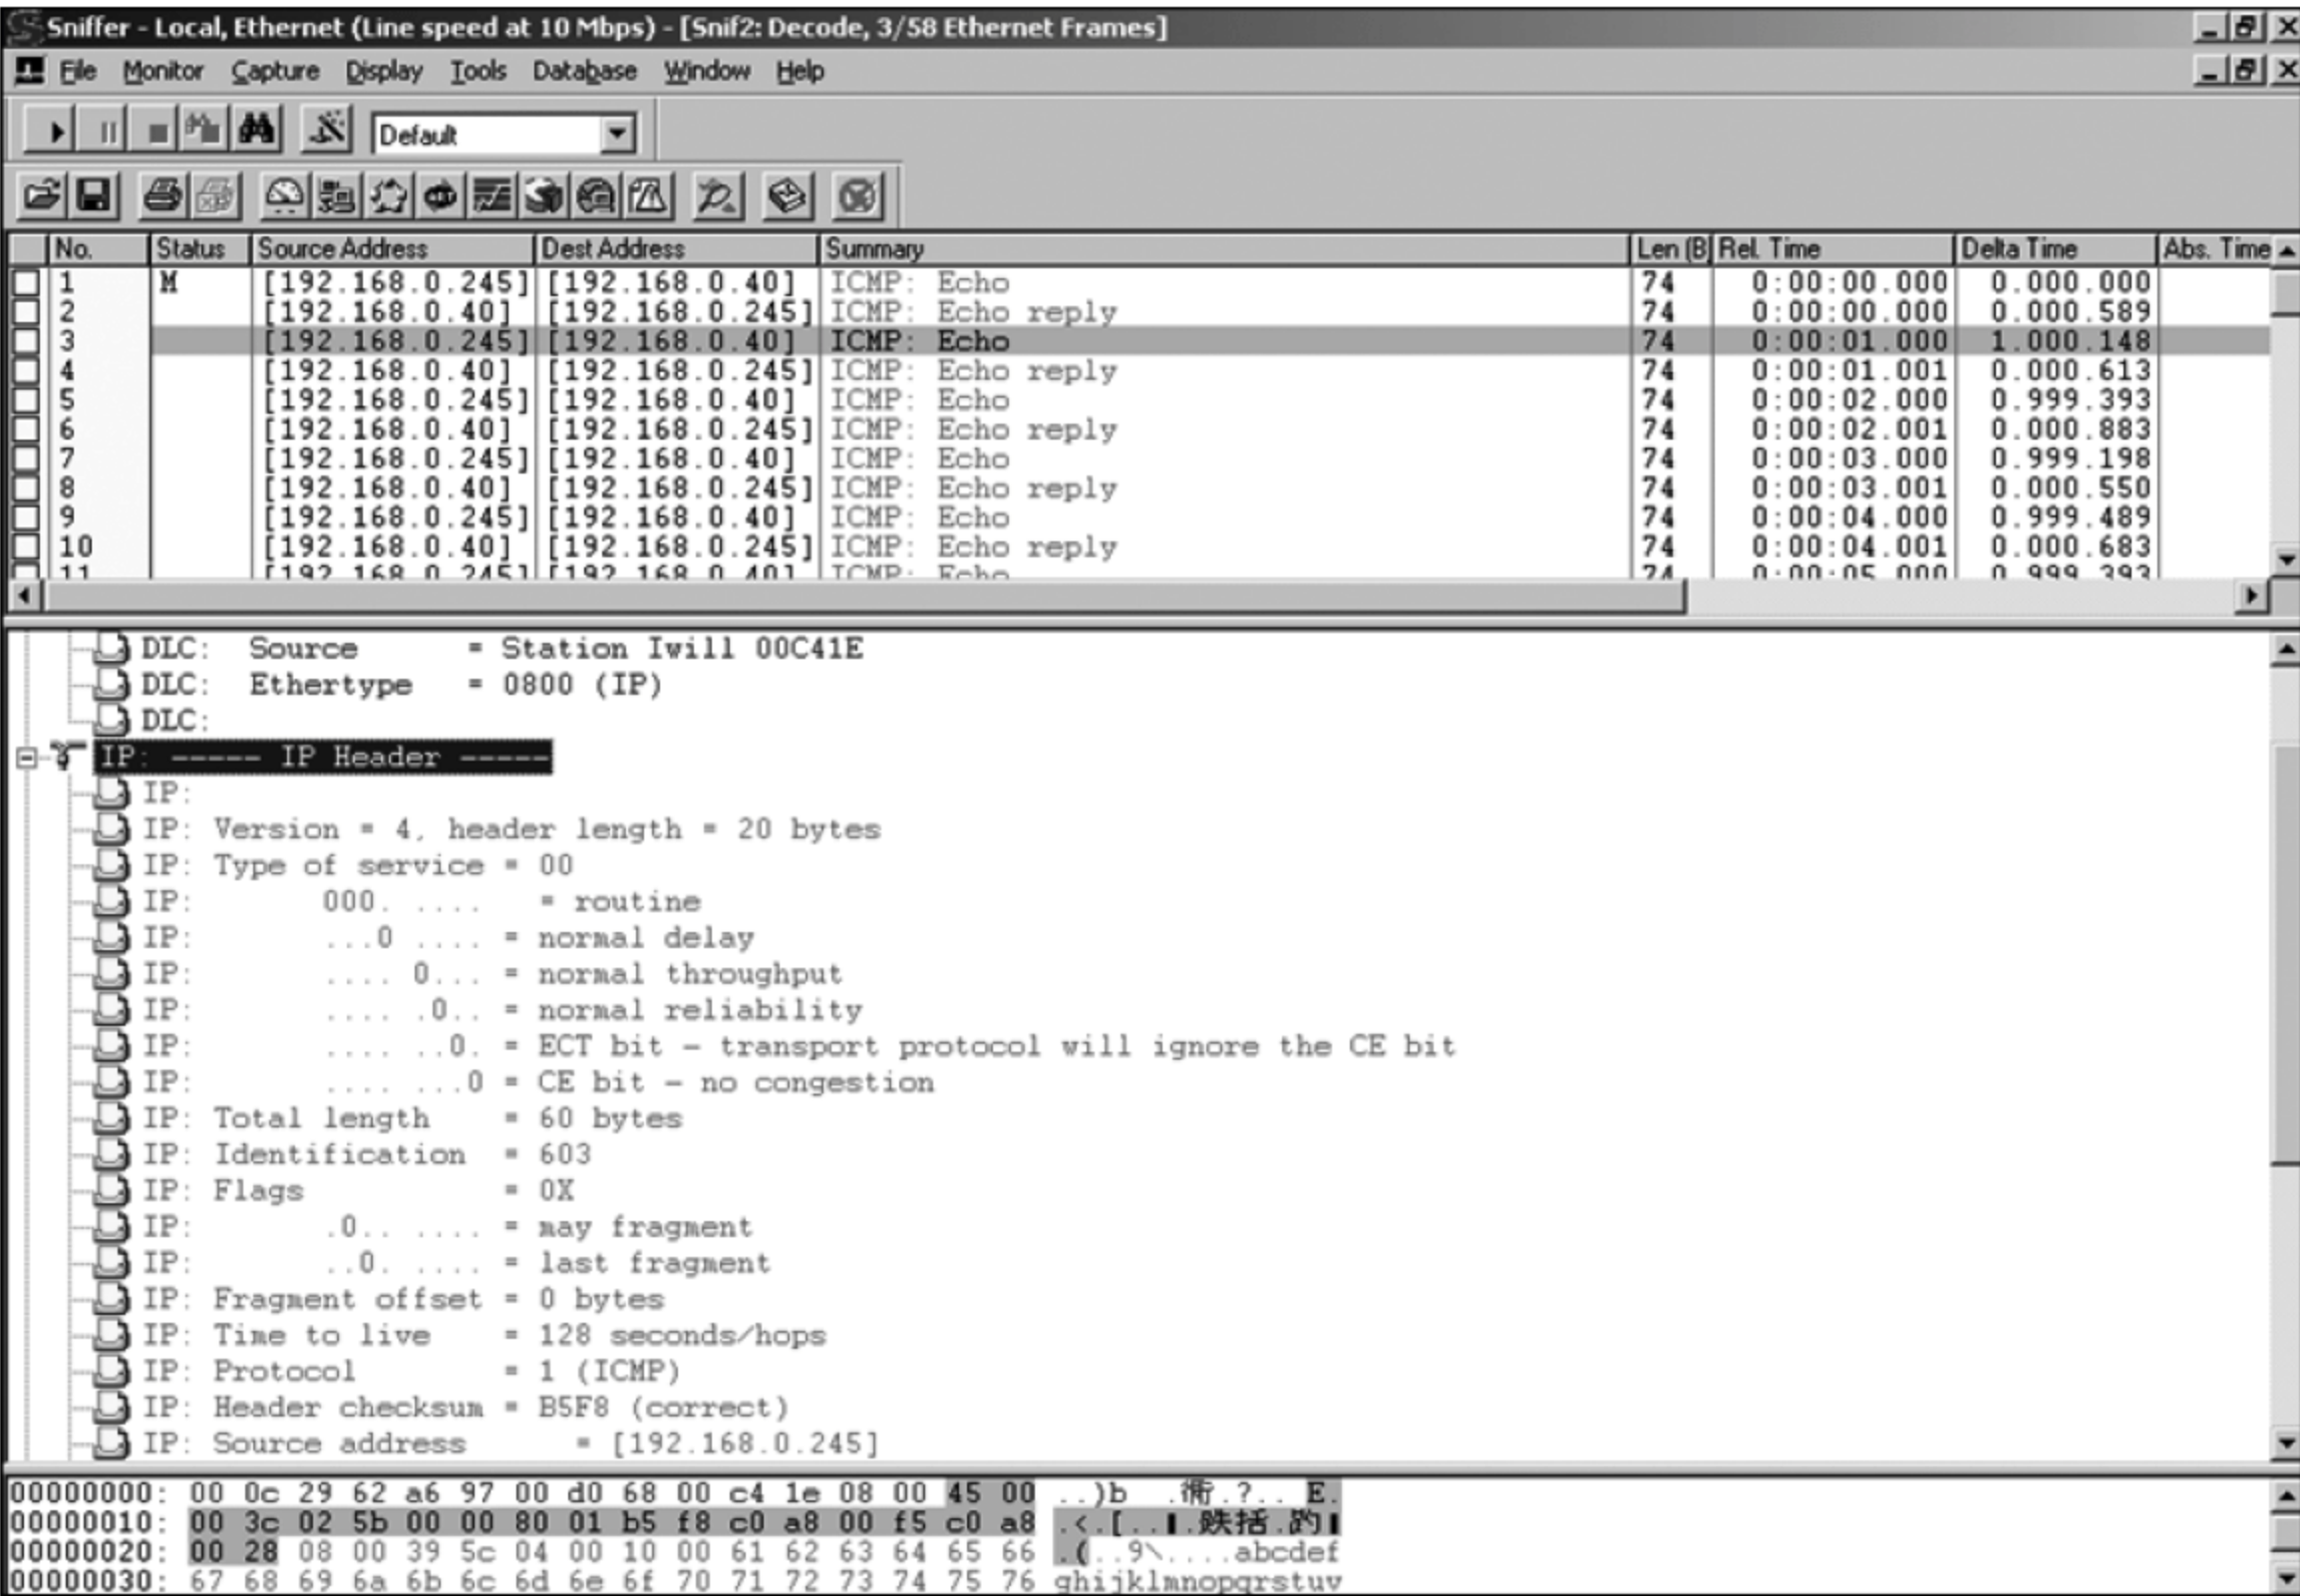 Sniffer - Local, Ethernet (Line speed at 10 Mbps) - [Snif2: Decode, 3/58 Ethernet Frames]
File Monitor Capture Display Tools Database Window Help
Default
No. Status Source Address Dest Address Summary Len (B Rel. Time Delta Time Abs. Time
1 M [192.168.0.245] [192.168.0.40] ICMP: Echo 74 0:00:00.000 0.000.000
2 [192.168.0.40] [192.168.0.245] ICMP: Echo reply 74 0:00:00.000 0.000.589
3 [192.168.0.245] [192.168.0.40] ICMP: Echo 74 0:00:01.000 1.000.148
4 [192.168.0.40] [192.168.0.245] ICMP: Echo reply 74 0:00:01.001 0.000.613
5 [192.168.0.245] [192.168.0.40] ICMP: Echo 74 0:00:02.000 0.999.393
6 [192.168.0.40] [192.168.0.245] ICMP: Echo reply 74 0:00:02.001 0.000.883
7 [192.168.0.245] [192.168.0.40] ICMP: Echo 74 0:00:03.000 0.999.198
8 [192.168.0.40] [192.168.0.245] ICMP: Echo reply 74 0:00:03.001 0.000.550
9 [192.168.0.245] [192.168.0.40] ICMP: Echo 74 0:00:04.000 0.999.489
10 [192.168.0.40] [192.168.0.245] ICMP: Echo reply 74 0:00:04.001 0.000.683
11 [192.168.0.245] [192.168.0.40] ICMP: Echo 74 0:00:05.000 0.999.393
DLC: Source = Station Iwill 00C41E
DLC: Ethertype = 0800 (IP)
DLC:
IP: ----- IP Header -----
IP:
IP: Version = 4, header length = 20 bytes
IP: Type of service = 00
IP: 000. .... = routine
IP: ...0 .... = normal delay
IP: .... 0... = normal throughput
IP: .... .0.. = normal reliability
IP: .... ..0. = ECT bit - transport protocol will ignore the CE bit
IP: .... ...0 = CE bit - no congestion
IP: Total length = 60 bytes
IP: Identification = 603
IP: Flags = 0X
IP: .0.. .... = may fragment
IP: ..0. .... = last fragment
IP: Fragment offset = 0 bytes
IP: Time to live = 128 seconds/hops
IP: Protocol = 1 (ICMP)
IP: Header checksum = B5F8 (correct)
IP: Source address = [192.168.0.245]
00000000: 00 0c 29 62 a6 97 00 d0 68 00 c4 1e 08 00 45 00 ..)b .?.. E.
00000010: 00 3c 02 5b 00 00 80 01 b5 f8 c0 a8 00 f5 c0 a8 .<.[..
00000020: 00 28 08 00 39 5c 04 00 10 00 61 62 63 64 65 66 .(..9\....abcdef
00000030: 67 68 69 6a 6b 6c 6d 6e 6f 70 71 72 73 74 75 76 ghijklmnopqrstuv